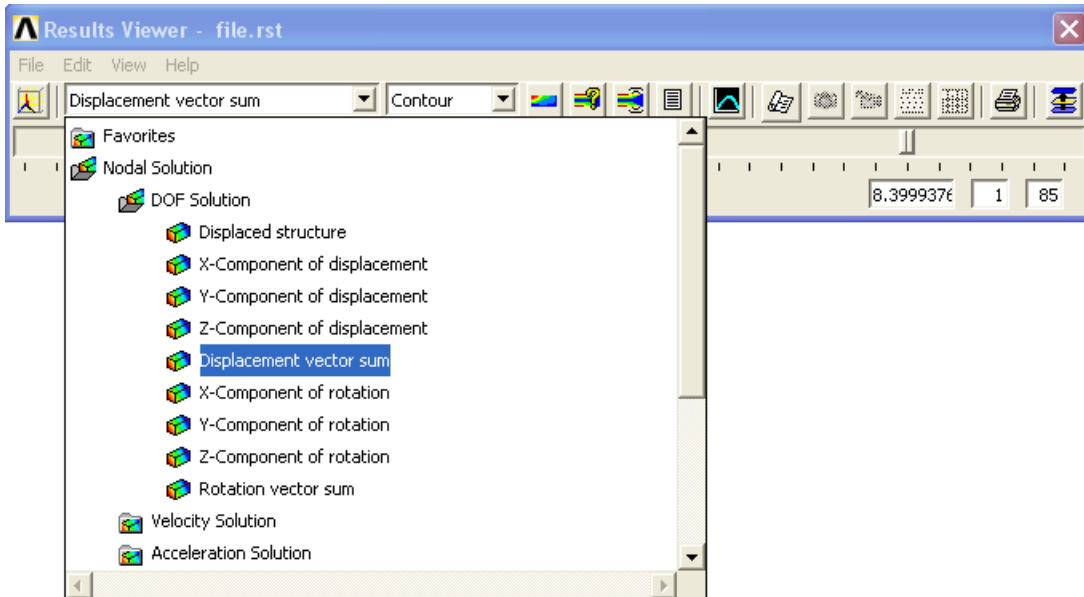 Results Viewer - file.rst
File Edit View Help
Displacement vector sum Contour
Favorites
Nodal Solution
8.3999376 1 85
DOF Solution
Displaced structure
X-Component of displacement
Y-Component of displacement
Z-Component of displacement
Displacement vector sum
X-Component of rotation
Y-Component of rotation
Z-Component of rotation
Rotation vector sum
Velocity Solution
Acceleration Solution